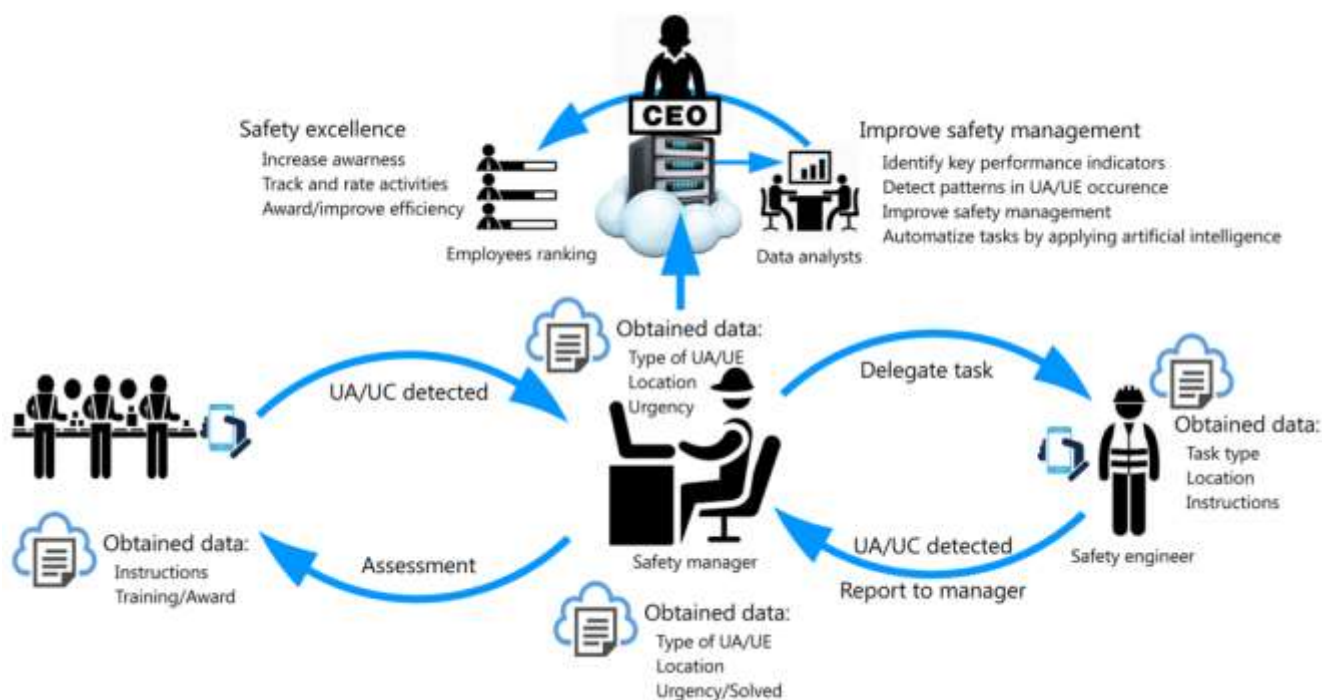 CEO
Safety excellence
Increase awarness
Track and rate activities
Award/improve efficiency
Employees ranking
Improve safety management
Identify key performance indicators
Detect patterns in UA/UE occurence
Improve safety management
Automatize tasks by applying artificial intelligence
Data analysts
Obtained data:
Type of UA/UE
Location
Urgency
UA/UC detected
Delegate task
Obtained data:
Task type
Location
Instructions
Obtained data:
Instructions
Training/Award
Assessment
Safety manager
UA/UC detected
Report to manager
Safety engineer
Obtained data:
Type of UA/UE
Location
Urgency/Solved